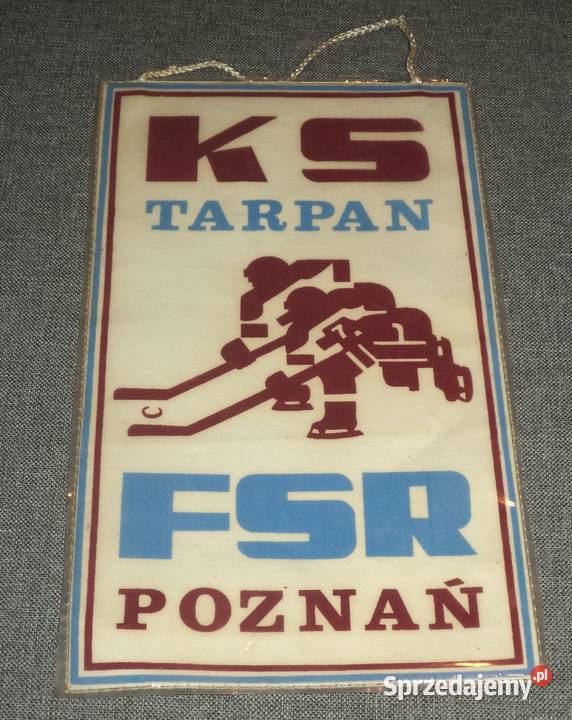 KS
TARPAN
FSR
POZNAŃ
Sprzedajemy.pl